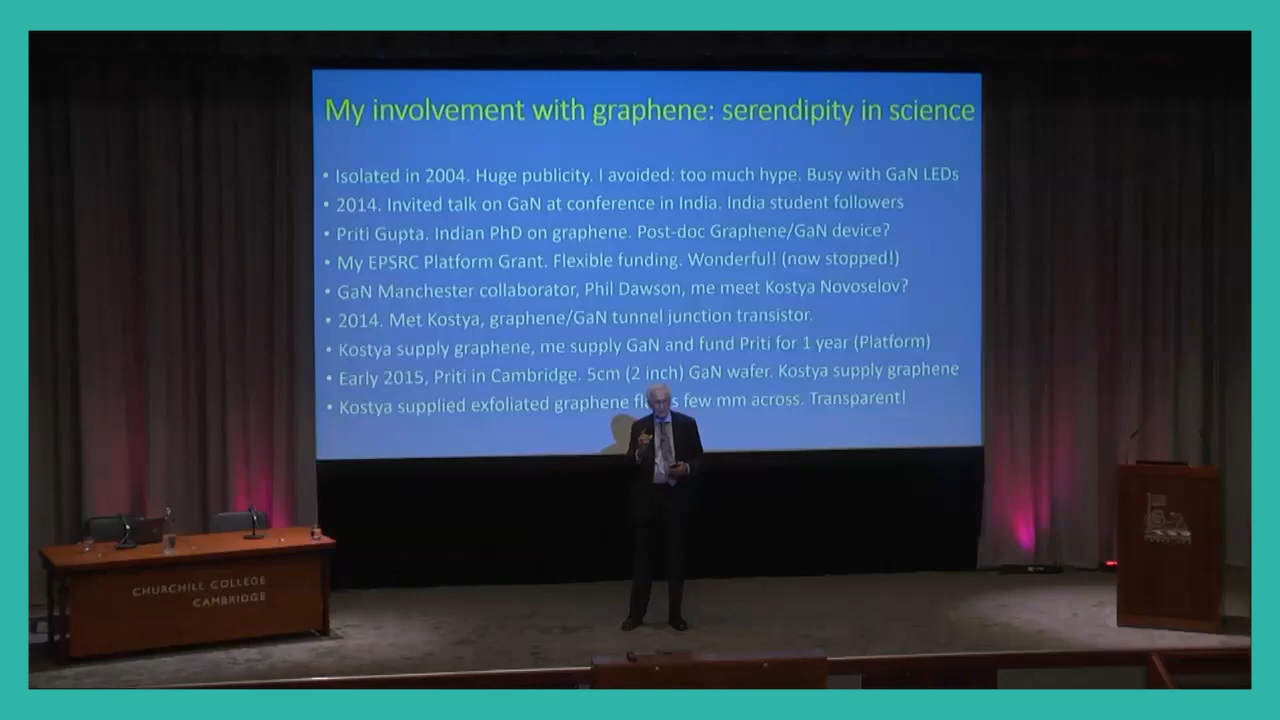 My involvement with graphene: serendipity in science
• Isolated in 2004. Huge publicity. I avoided: too much hype. Busy with GaN LEDs
• 2014. Invited talk on GaN at conference in India. India student followers
• Priti Gupta. Indian PhD on graphene. Post-doc Graphene/GaN device?
• My EPSRC Platform Grant. Flexible funding. Wonderful! (now stopped!)
• GaN Manchester collaborator, Phil Dawson, me meet Kostya Novoselov?
• 2014. Met Kostya, graphene/GaN tunnel junction transistor.
• Kostya supply graphene, me supply GaN and fund Priti for 1 year (Platform)
• Early 2015, Priti in Cambridge. 5cm (2 inch) GaN wafer. Kostya supply graphene
• Kostya supplied exfoliated graphene few mm across. Transparent!
CHURCHILL COLLEGE
CAMBRIDGE